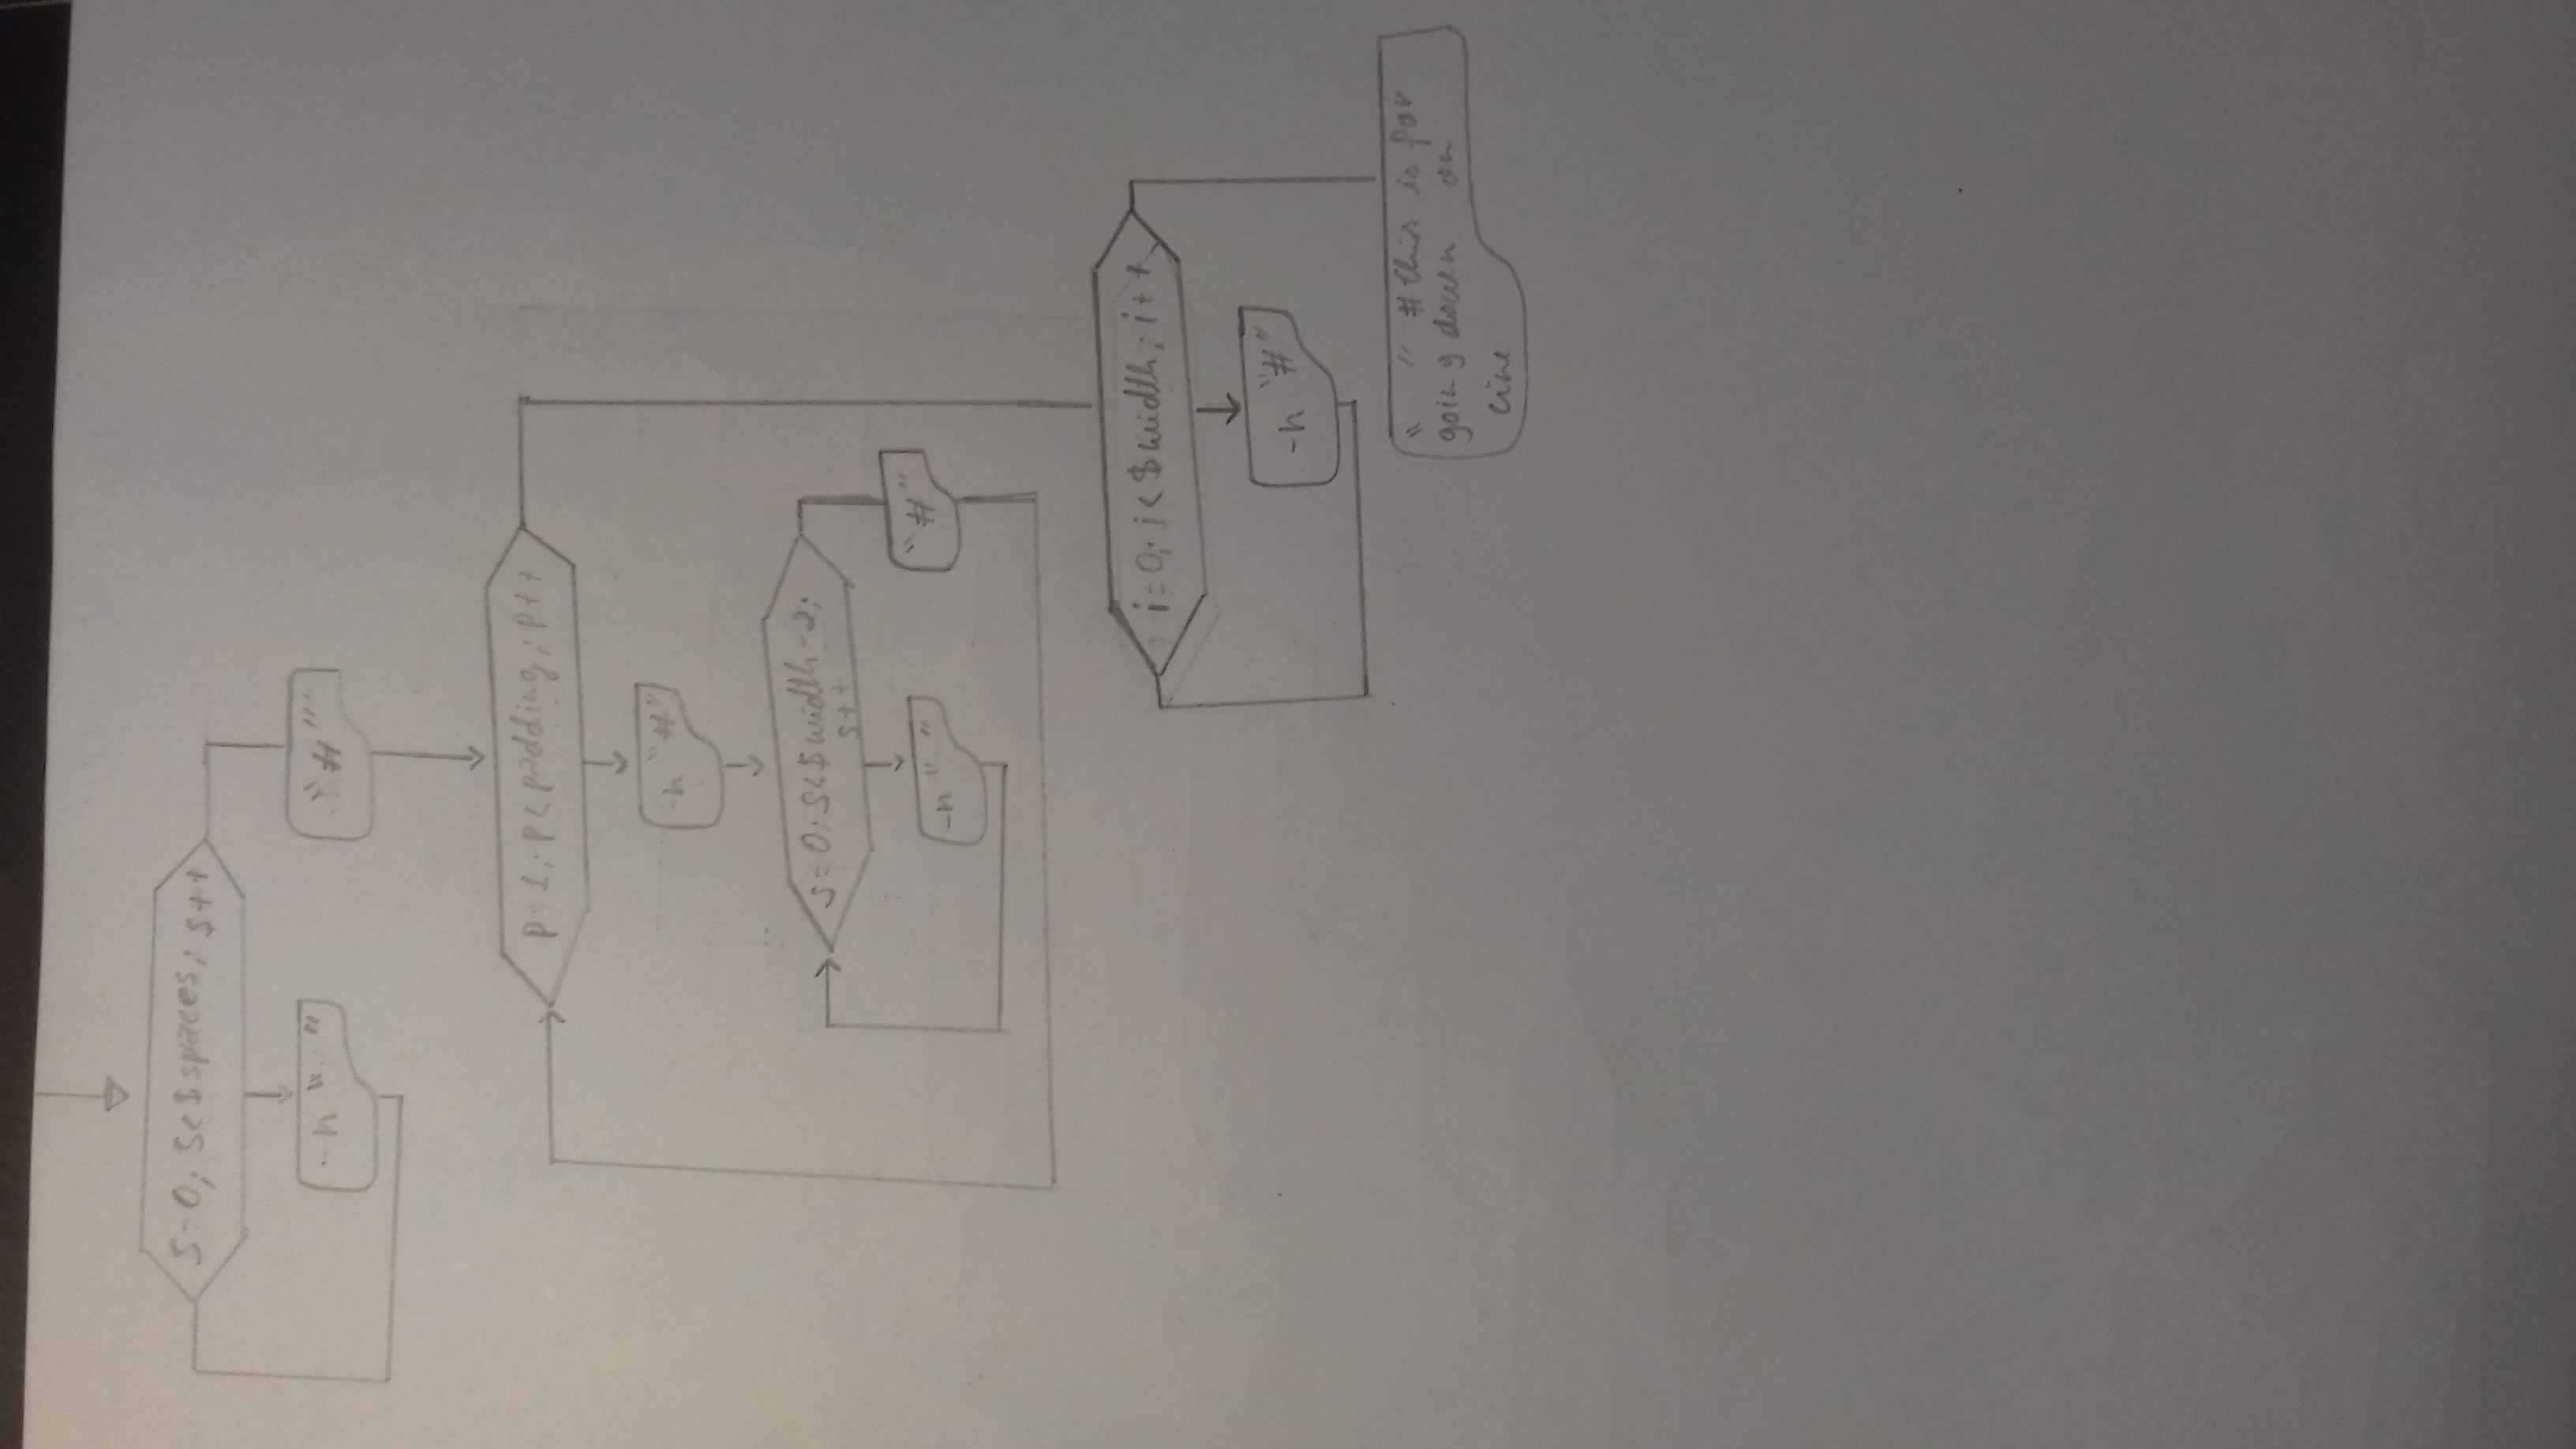 s=0; s<$spaces; s++
-n " "
"#"
p=1; p<padding; p++
-n "#"
s=0; s<$width-2;
s++
-n " "
"#"
i=0; i<$width; i++
-n "#"
" " # this is for
going down on
line